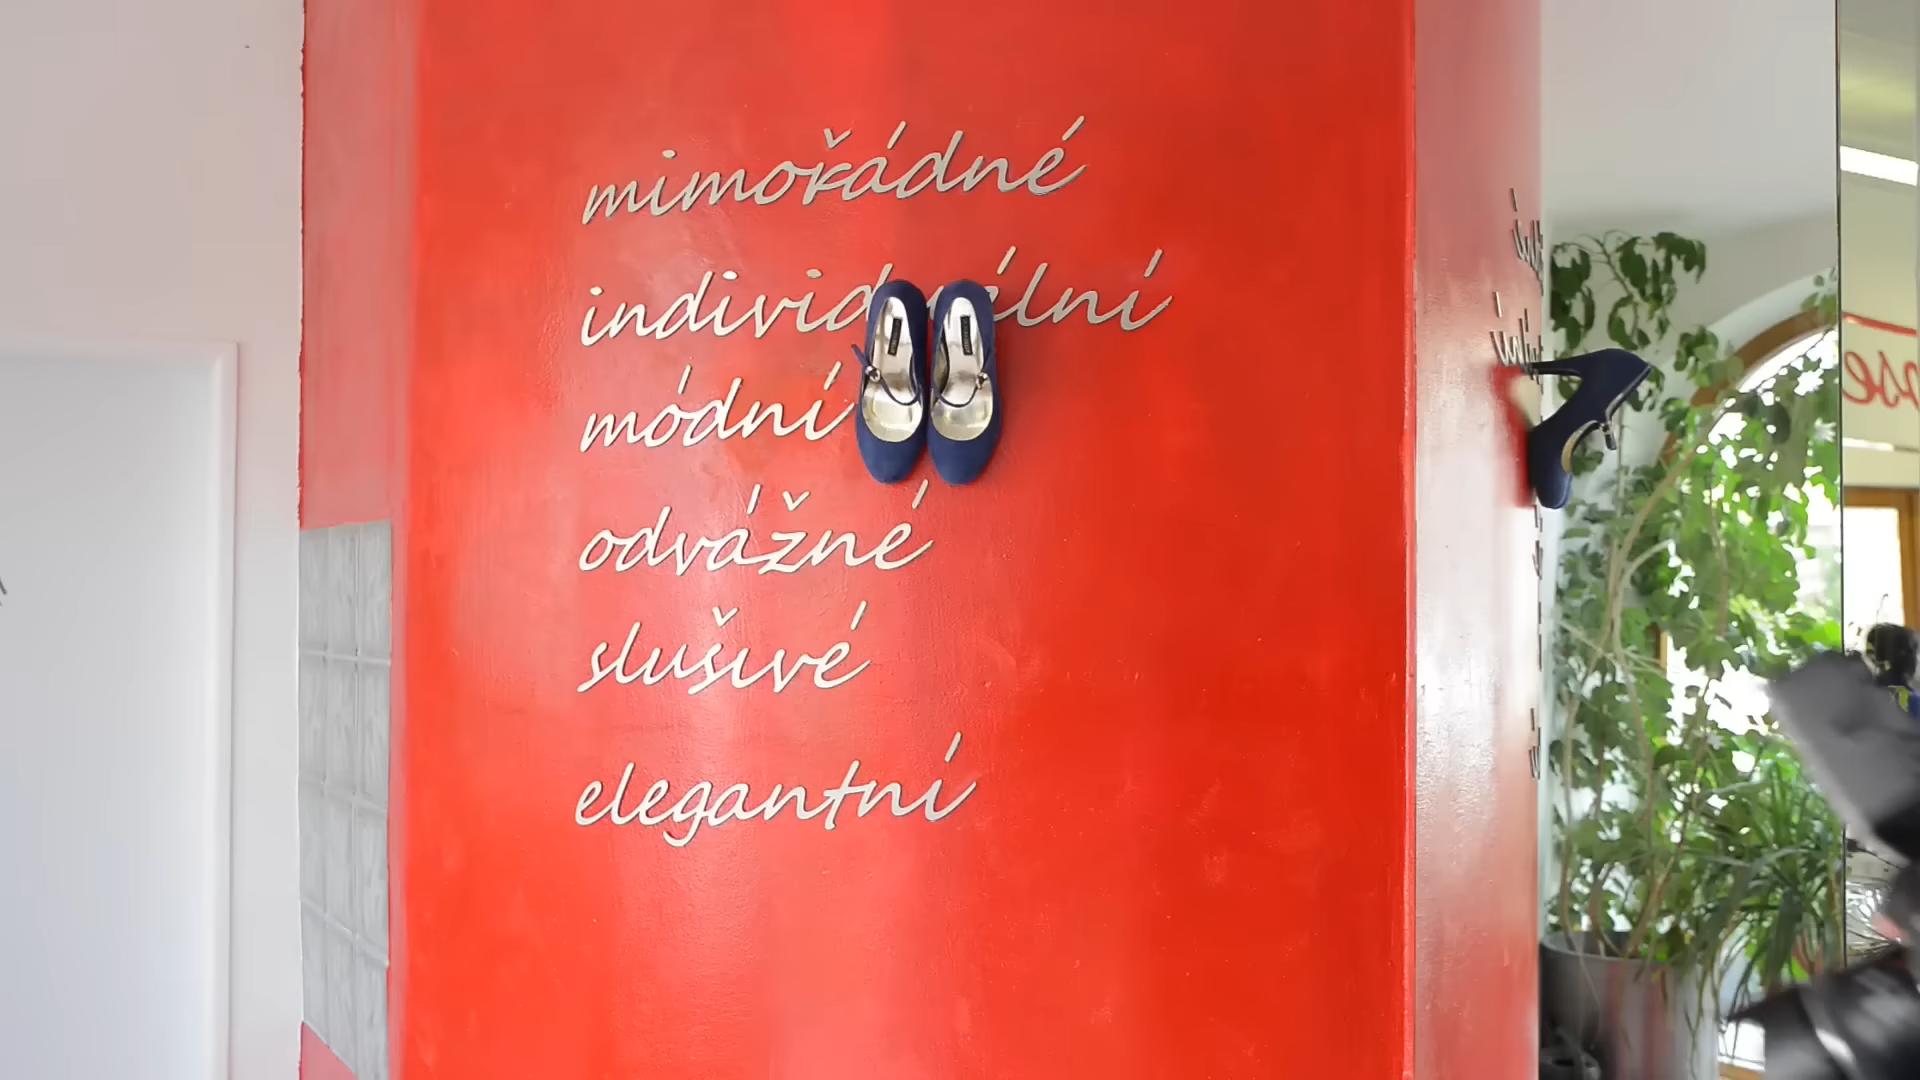 mimořádné
individuální
módní
odvážné
slušivé
elegantní